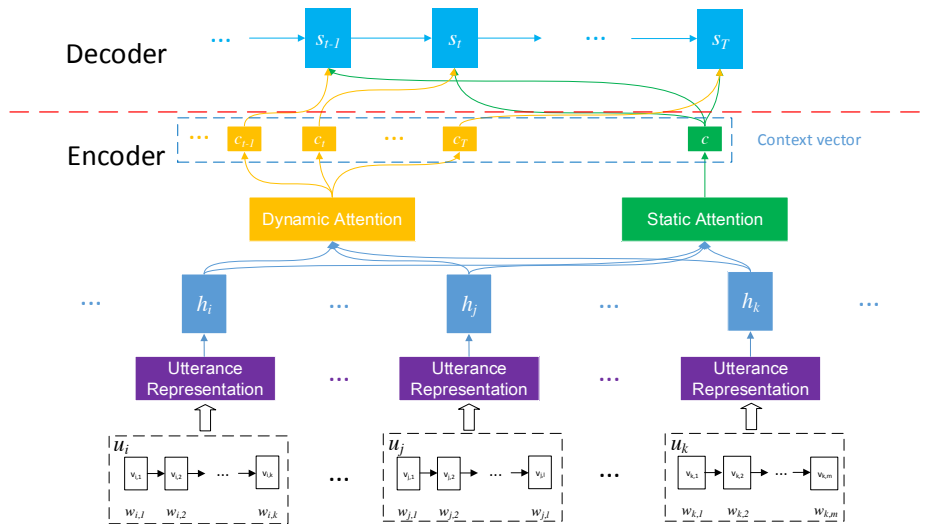 Decoder
... s_{t-1} s_t ... s_T
Encoder
... c_{t-1} c_t ... c_T c
Context vector
Dynamic Attention Static Attention
... h_i ... h_j ... h_k ...
Utterance Representation ... Utterance Representation ... Utterance Representation
u_i u_j u_k
v_{i,1} v_{i,2} ... v_{i,k} ... v_{j,1} v_{j,2} ... v_{j,l} ... v_{k,1} v_{k,2} ... v_{k,m}
w_{i,1} w_{i,2} w_{i,k} w_{j,1} w_{j,2} w_{j,l} w_{k,1} w_{k,2} w_{k,m}